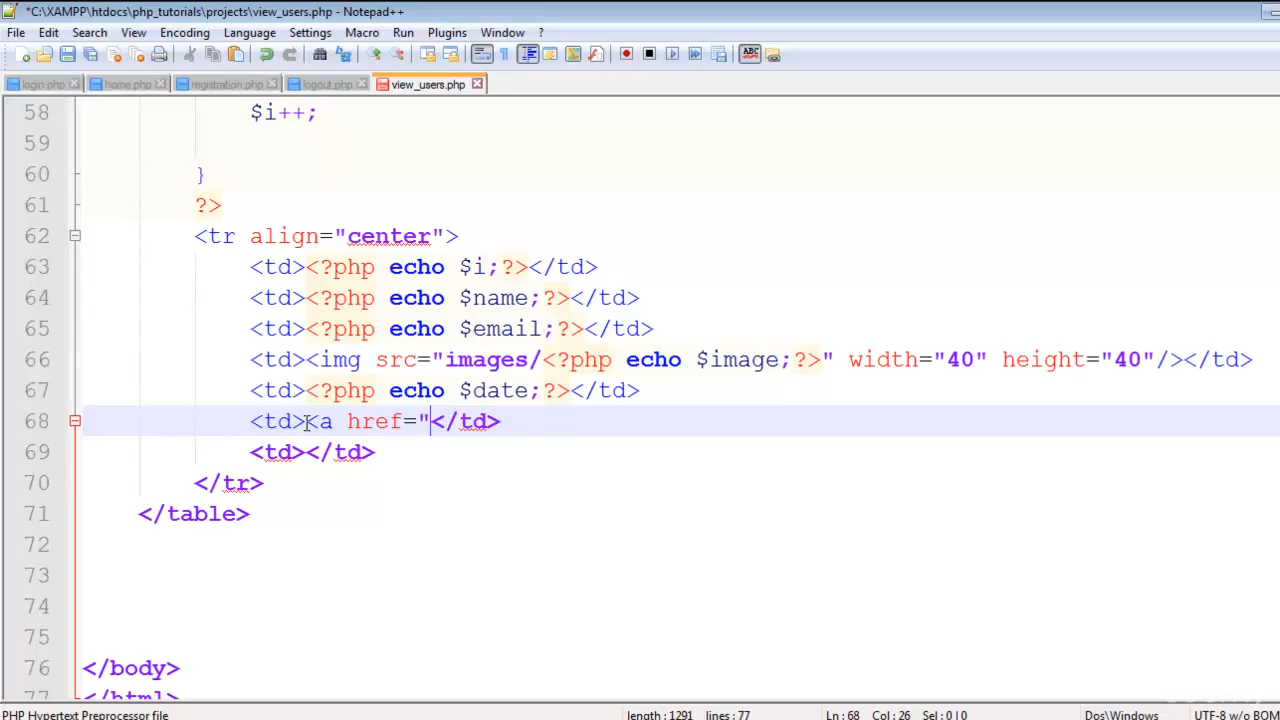 *C:\XAMPP\htdocs\php_tutorials\projects\view_users.php - Notepad++
File Edit Search View Encoding Language Settings Macro Run Plugins Window ?
login.php home.php registration.php logout.php view_users.php
58 $i++;
59
60 }
61 ?>
62 <tr align="center">
63 <td><?php echo $i;?></td>
64 <td><?php echo $name;?></td>
65 <td><?php echo $email;?></td>
66 <td><img src="images/<?php echo $image;?>" width="40" height="40"/></td>
67 <td><?php echo $date;?></td>
68 <td><a href="</td>
69 <td></td>
70 </tr>
71 </table>
72
73
74
75
76 </body>
77 </html>
PHP Hypertext Preprocessor file length : 1291 lines : 77 Ln : 68 Col : 26 Sel : 0 | 0 Dos\Windows UTF-8 w/o BOM